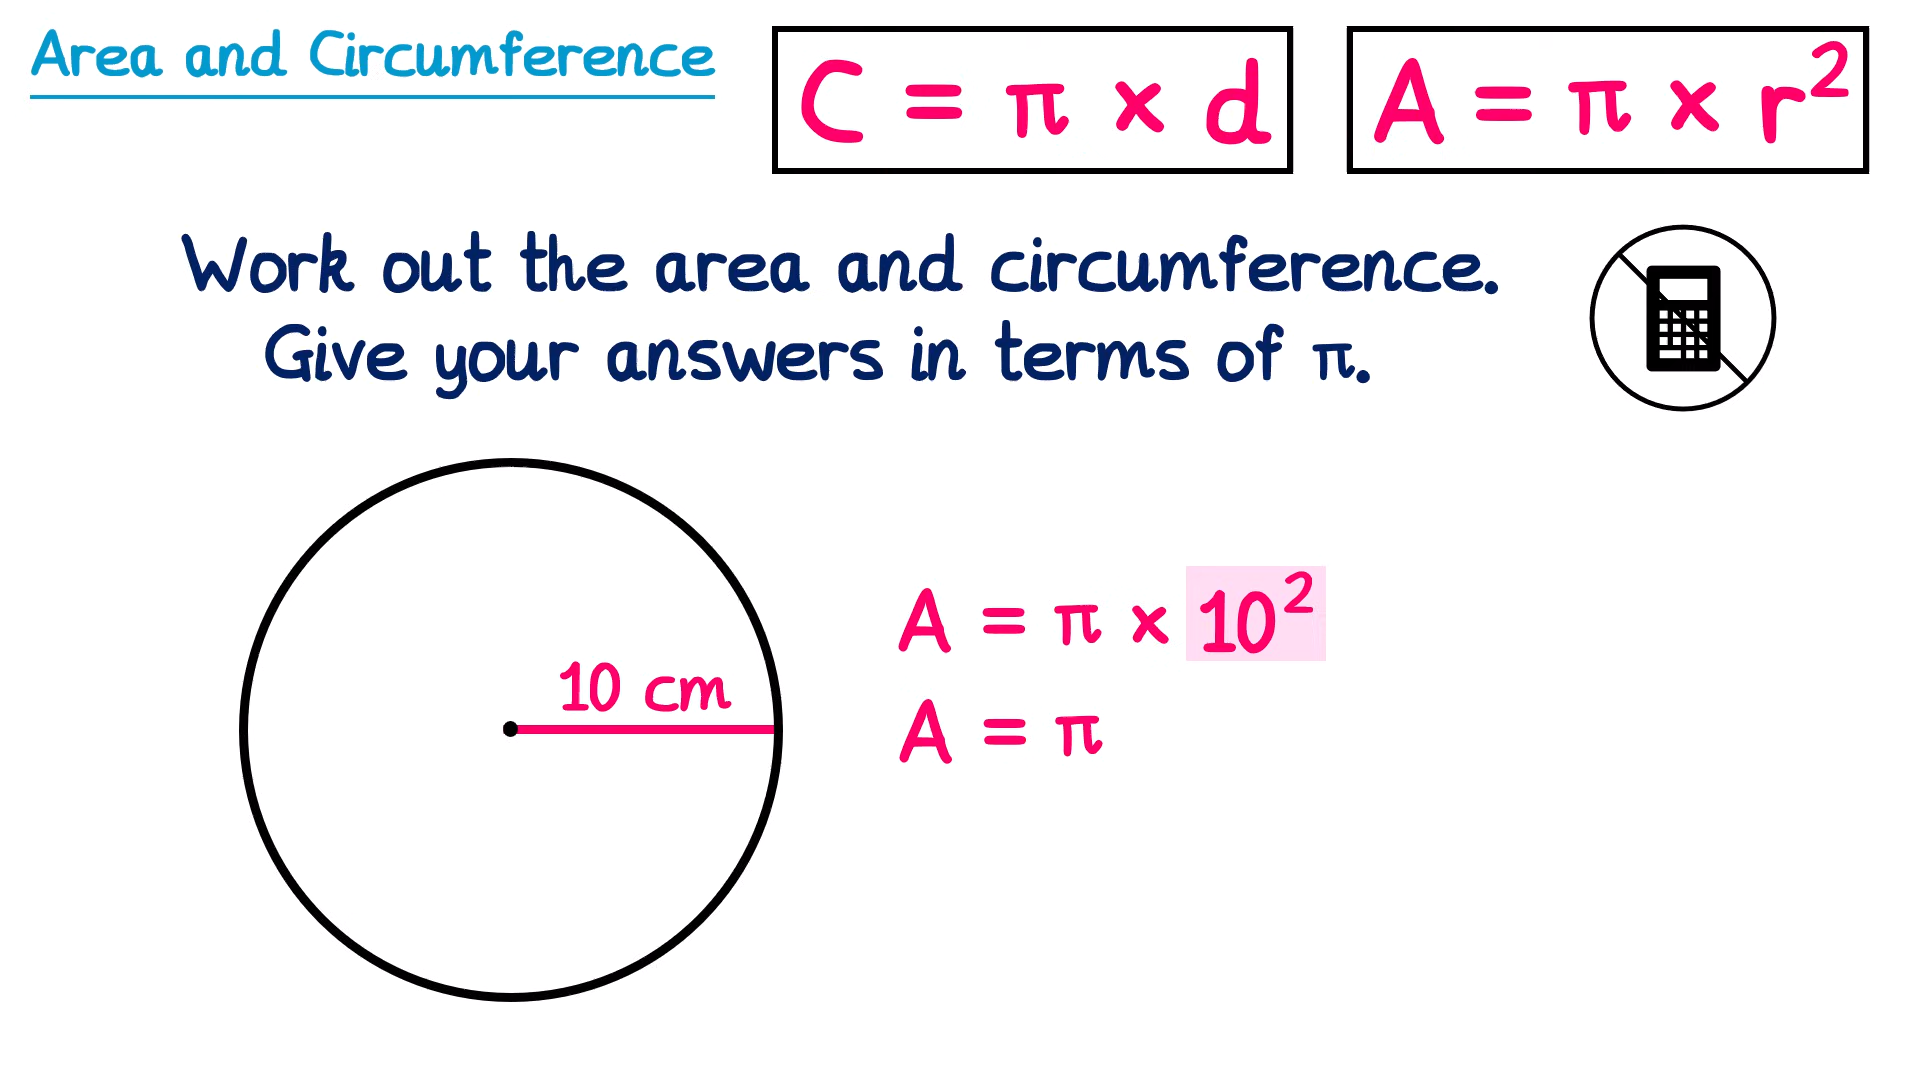 Area and Circumference
C = π × d
A = π × r²
Work out the area and circumference.
Give your answers in terms of π.
10 cm
A = π × 10²
A = π